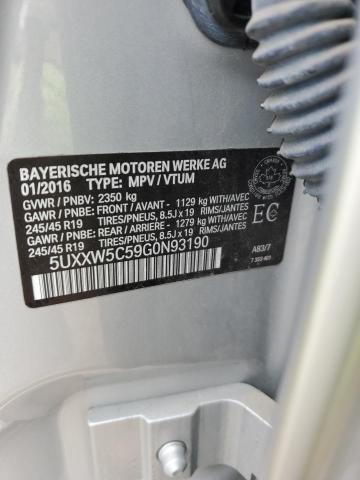 BAYERISCHE MOTOREN WERKE AG
01/2016 TYPE: MPV / VTUM
GVWR / PNBV: 2350 kg
GAWR / PNBE: FRONT / AVANT - 1129 kg WITH/AVEC
245/45 R19 TIRES/PNEUS, 8.5J x 19 RIMS/JANTES
GAWR / PNBE: REAR / ARRIERE - 1279 kg WITH/AVEC
245/45 R19 TIRES/PNEUS, 8.5J x 19 RIMS/JANTES
5UXXW5C59G0N93190
EC
A83/7